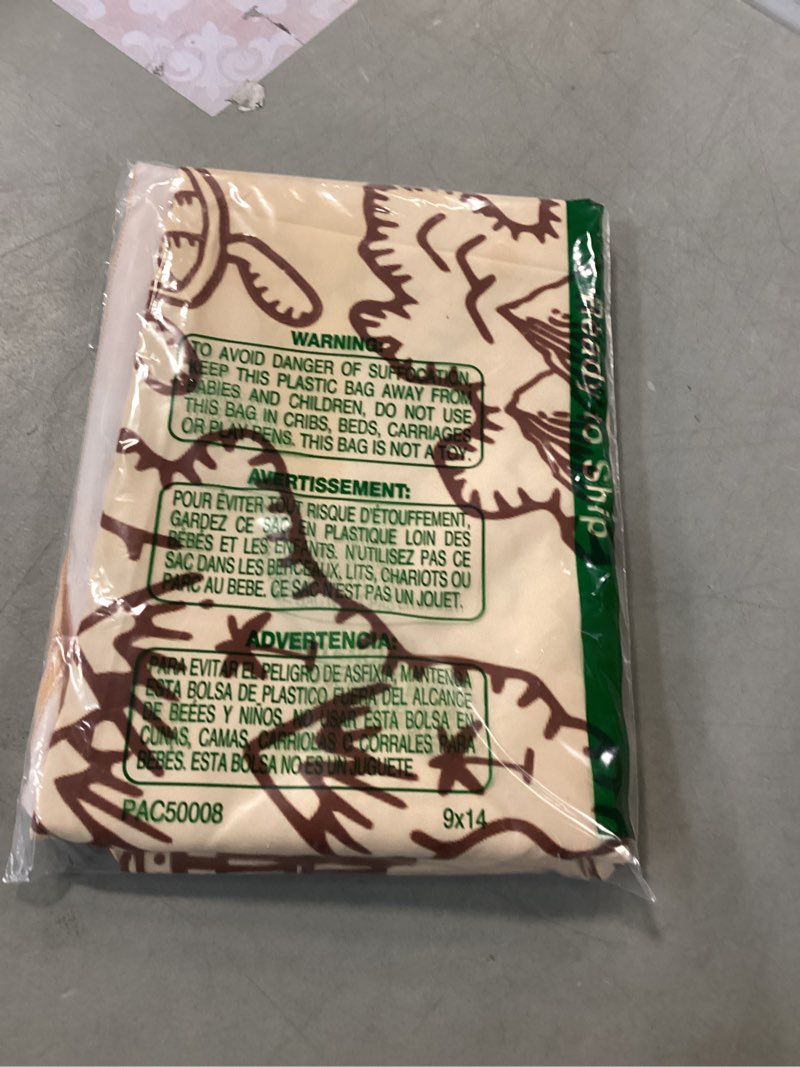 WARNING:
TO AVOID DANGER OF SUFFOCATION,
KEEP THIS PLASTIC BAG AWAY FROM
BABIES AND CHILDREN, DO NOT USE
THIS BAG IN CRIBS, BEDS, CARRIAGES
OR PLAY PENS. THIS BAG IS NOT A TOY.
AVERTISSEMENT:
POUR ÉVITER TOUT RISQUE D'ÉTOUFFEMENT,
GARDEZ CE SAC EN PLASTIQUE LOIN DES
BÉBÉS ET LES ENFANTS. N'UTILISEZ PAS CE
SAC DANS LES BERCEAUX, LITS, CHARIOTS OU
PARC AU BEBE. CE SAC N'EST PAS UN JOUET.
ADVERTENCIA:
PARA EVITAR EL PELIGRO DE ASFIXIA, MANTENGA
ESTA BOLSA DE PLASTICO FUERA DEL ALCANCE
DE BEÉES Y NIÑOS. NO USAR ESTA BOLSA EN
CUNAS, CAMAS, CARRIOLAS O CORRALES PARA
BEBÉS. ESTA BOLSA NO ES UN JUGUETE.
PAC50008 9x14
Ready to Ship